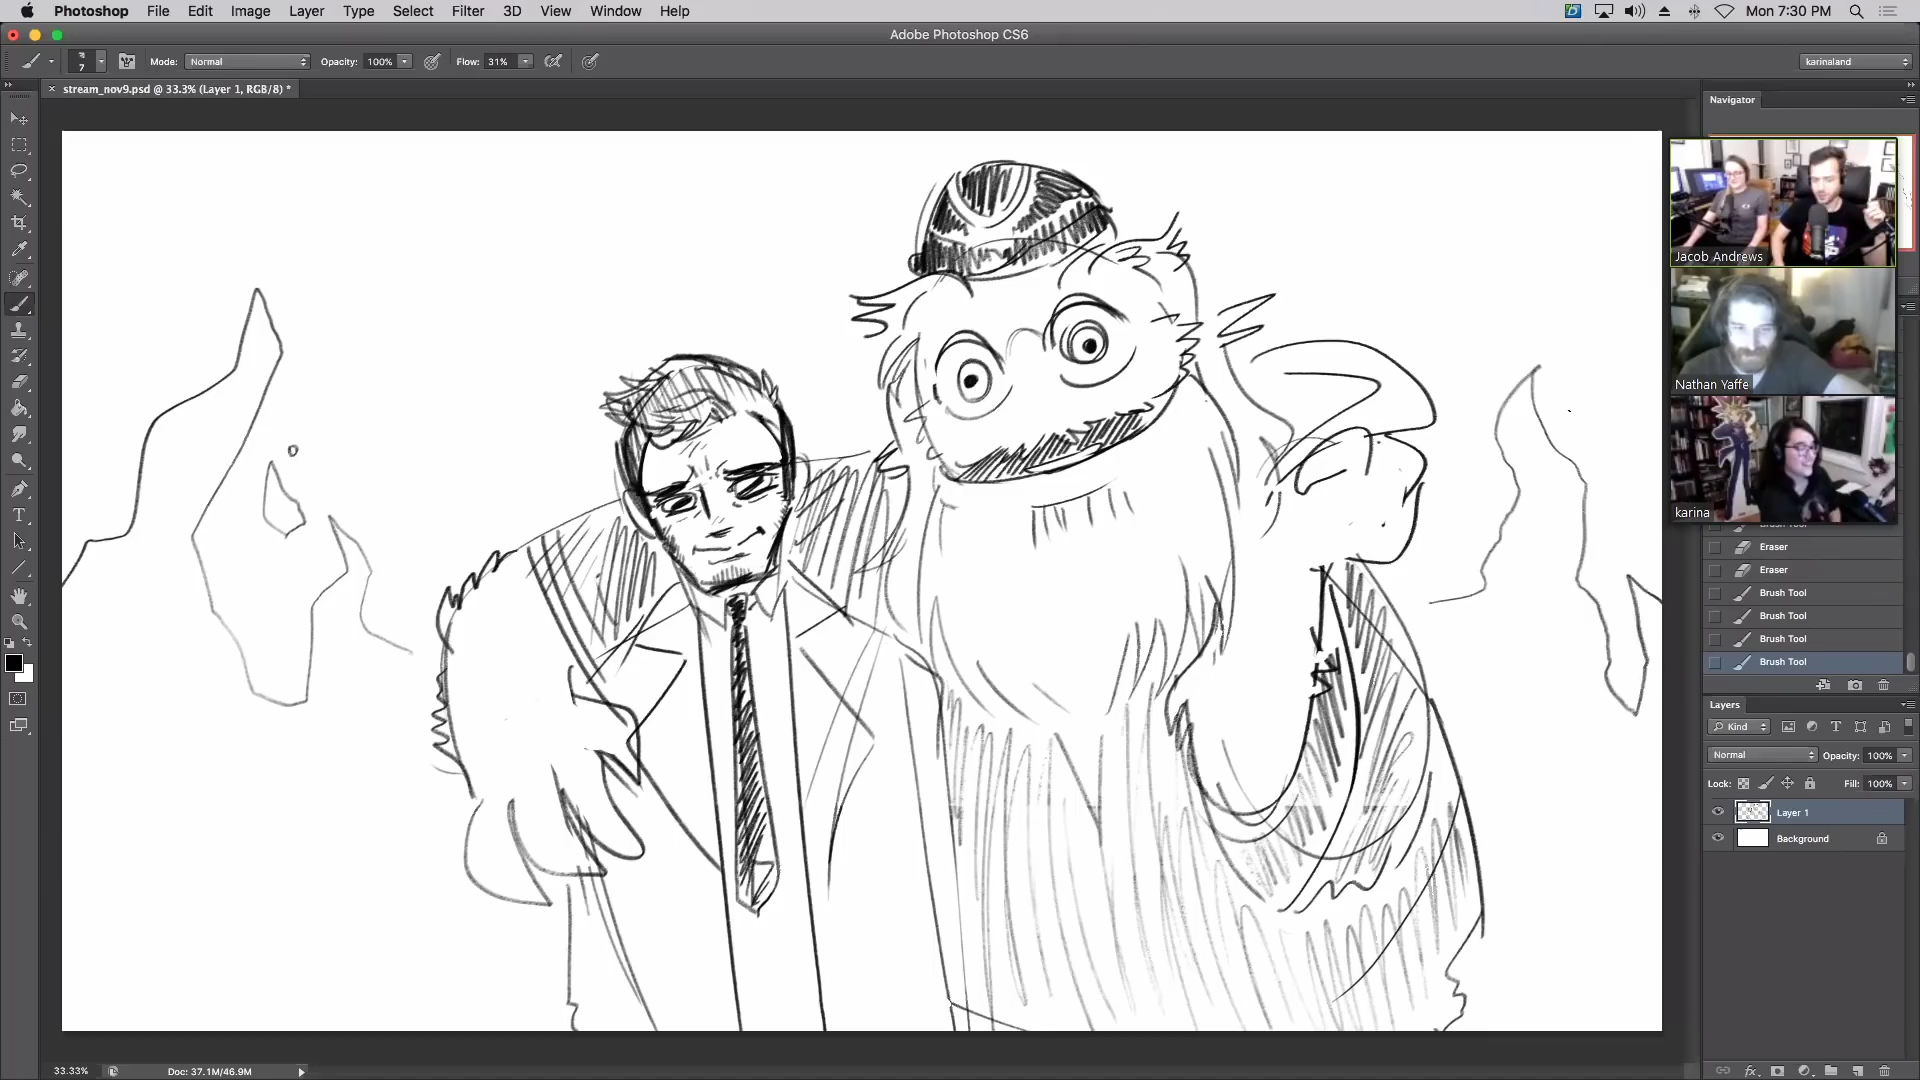 Photoshop File Edit Image Layer Type Select Filter 3D View Window Help Mon 7:30 PM
Adobe Photoshop CS6
7 Mode: Normal Opacity: 100% Flow: 31% karinaland
stream_nov9.psd @ 33.3% (Layer 1, RGB/8) *
Navigator
Jacob Andrews
Nathan Yaffe
karina
Brush Tool
Eraser
Eraser
Brush Tool
Brush Tool
Brush Tool
Brush Tool
Layers
Kind
Normal Opacity: 100%
Lock: Fill: 100%
Layer 1
Background
33.33% Doc: 37.1M/46.9M